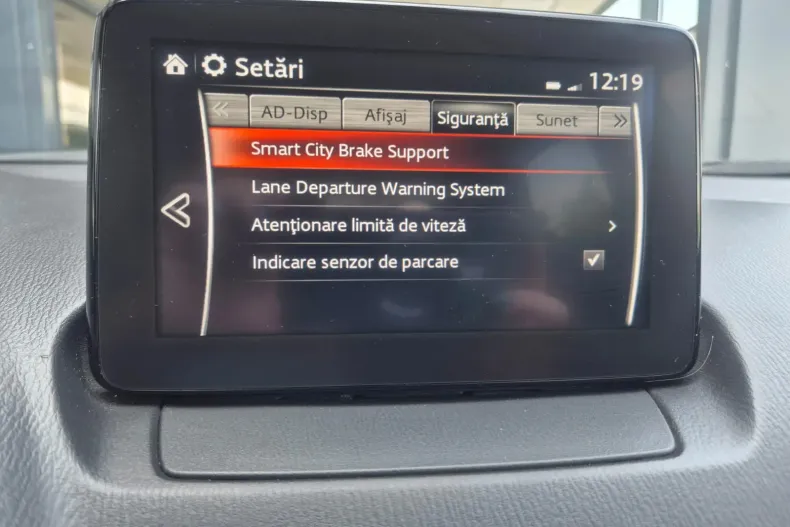 Setări
12:19
AD-Disp Afişaj Siguranţă Sunet
Smart City Brake Support
Lane Departure Warning System
Atenţionare limită de viteză
Indicare senzor de parcare